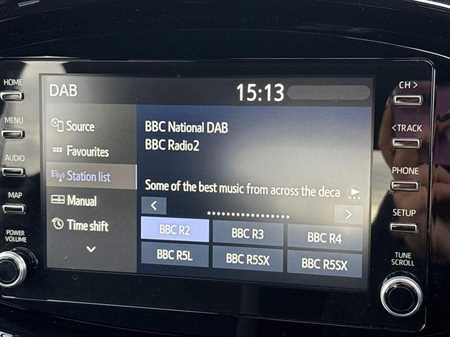 DAB
15:13
HOME
MENU
AUDIO
MAP
POWER
VOLUME
Source
Favourites
Station list
Manual
Time shift
BBC National DAB
BBC Radio2
Some of the best music from across the deca
BBC R2
BBC R3
BBC R4
BBC R5L
BBC R5SX
BBC R5SX
CH >
< TRACK
PHONE
SETUP
TUNE
SCROLL